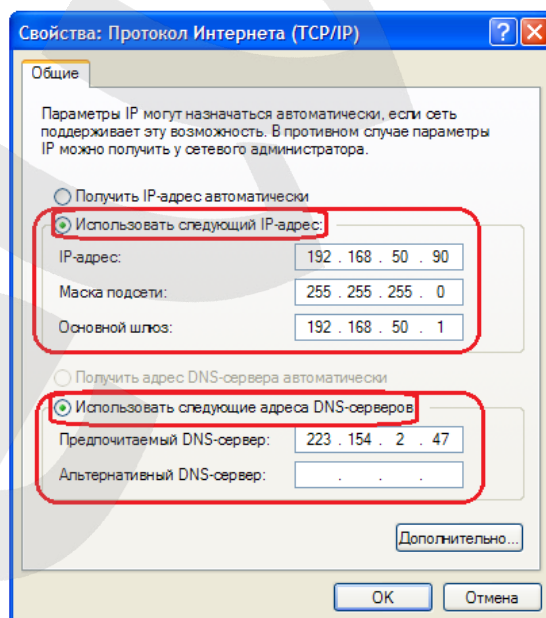 Свойства: Протокол Интернета (TCP/IP)
Общие
Параметры IP могут назначаться автоматически, если сеть
поддерживает эту возможность. В противном случае параметры
IP можно получить у сетевого администратора.
Получить IP-адрес автоматически
Использовать следующий IP-адрес:
IP-адрес: 192 . 168 . 50 . 90
Маска подсети: 255 . 255 . 255 . 0
Основной шлюз: 192 . 168 . 50 . 1
Получить адрес DNS-сервера автоматически
Использовать следующие адреса DNS-серверов
Предпочитаемый DNS-сервер: 223 . 154 . 2 . 47
Альтернативный DNS-сервер: . . .
Дополнительно...
OK Отмена